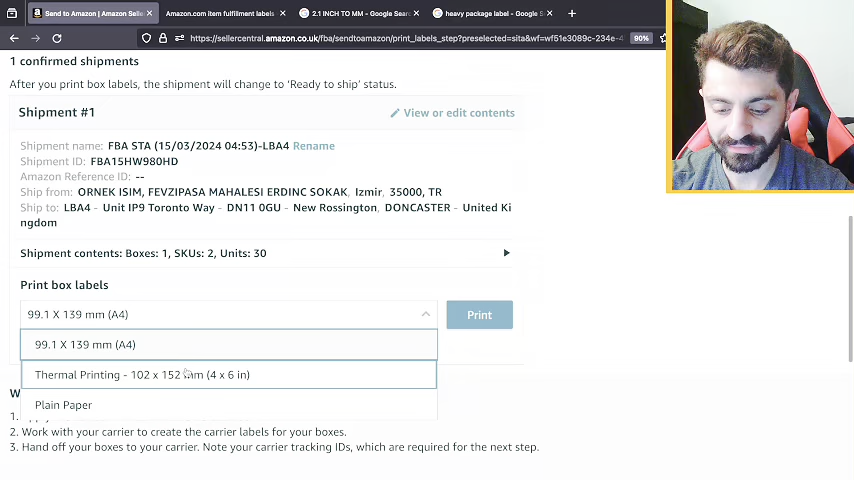 Send to Amazon | Amazon Selle
Amazon.com item fulfillment labels
2.1 INCH TO MM - Google Searc
heavy package label - Google Se
https://sellercentral.amazon.co.uk/fba/sendtoamazon/print_labels_step?preselected=sita&wf=wf51e3089c-234e-4
90%
1 confirmed shipments
After you print box labels, the shipment will change to 'Ready to ship' status.
Shipment #1
View or edit contents
Shipment name: FBA STA (15/03/2024 04:53)-LBA4 Rename
Shipment ID: FBA15HW980HD
Amazon Reference ID: --
Ship from: ORNEK ISIM, FEVZIPASA MAHALESI ERDINC SOKAK, Izmir, 35000, TR
Ship to: LBA4 - Unit IP9 Toronto Way - DN11 0GU - New Rossington, DONCASTER - United Ki
ngdom
Shipment contents: Boxes: 1, SKUs: 2, Units: 30
Print box labels
99.1 X 139 mm (A4)
Print
99.1 X 139 mm (A4)
Thermal Printing - 102 x 152 mm (4 x 6 in)
Plain Paper
2. Work with your carrier to create the carrier labels for your boxes.
3. Hand off your boxes to your carrier. Note your carrier tracking IDs, which are required for the next step.